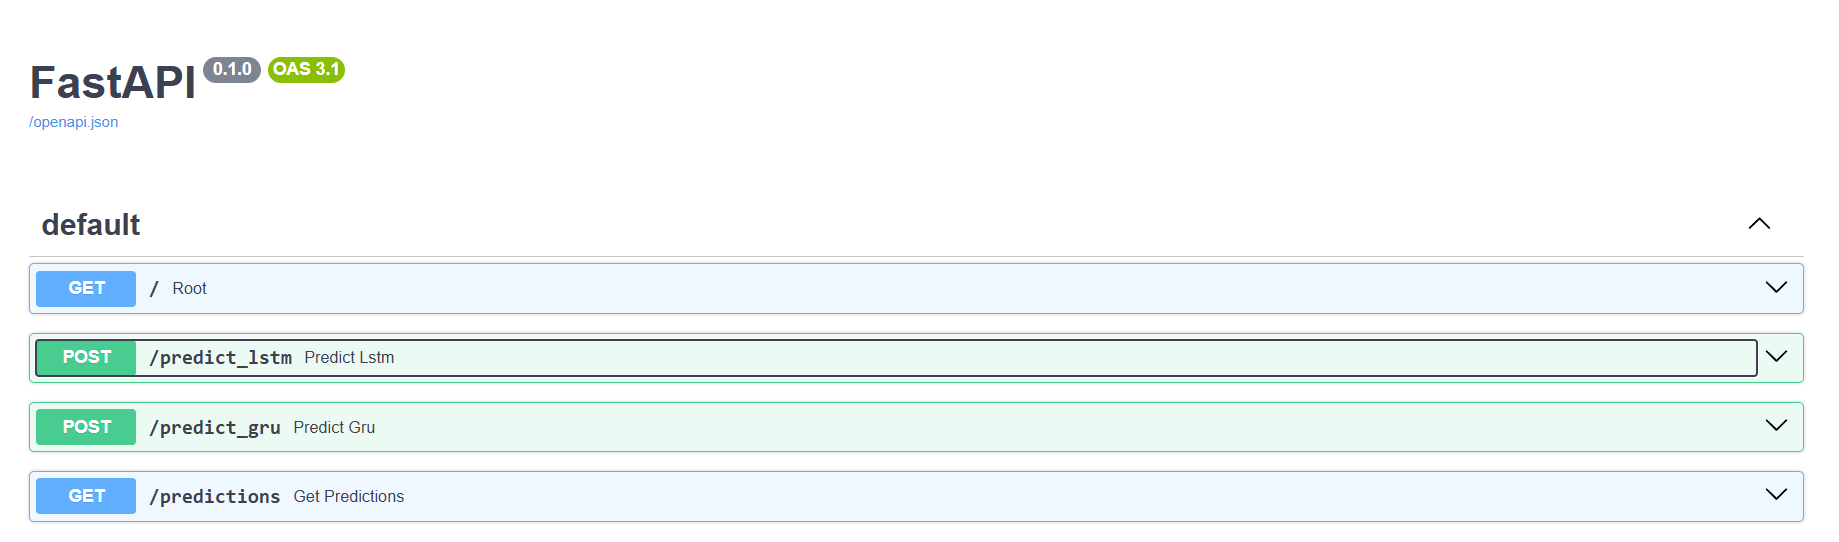 FastAPI 0.1.0 OAS 3.1
/openapi.json
default
GET / Root
POST /predict_lstm Predict Lstm
POST /predict_gru Predict Gru
GET /predictions Get Predictions